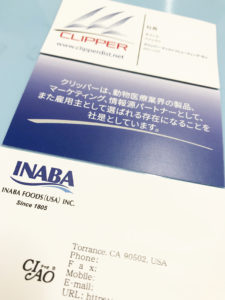 CLIPPER
www.clipperdist.net
クリッパーは、動物医療業界の製品、
マーケティング、情報源パートナーとして、
また雇用主として選ばれる存在になることを
社是としています。
INABA
INABA FOODS (USA) INC.
Since 1805
CIAO
Torrance, CA 90502, USA
Phone:
Fax:
Mobile:
E-mail:
URL: